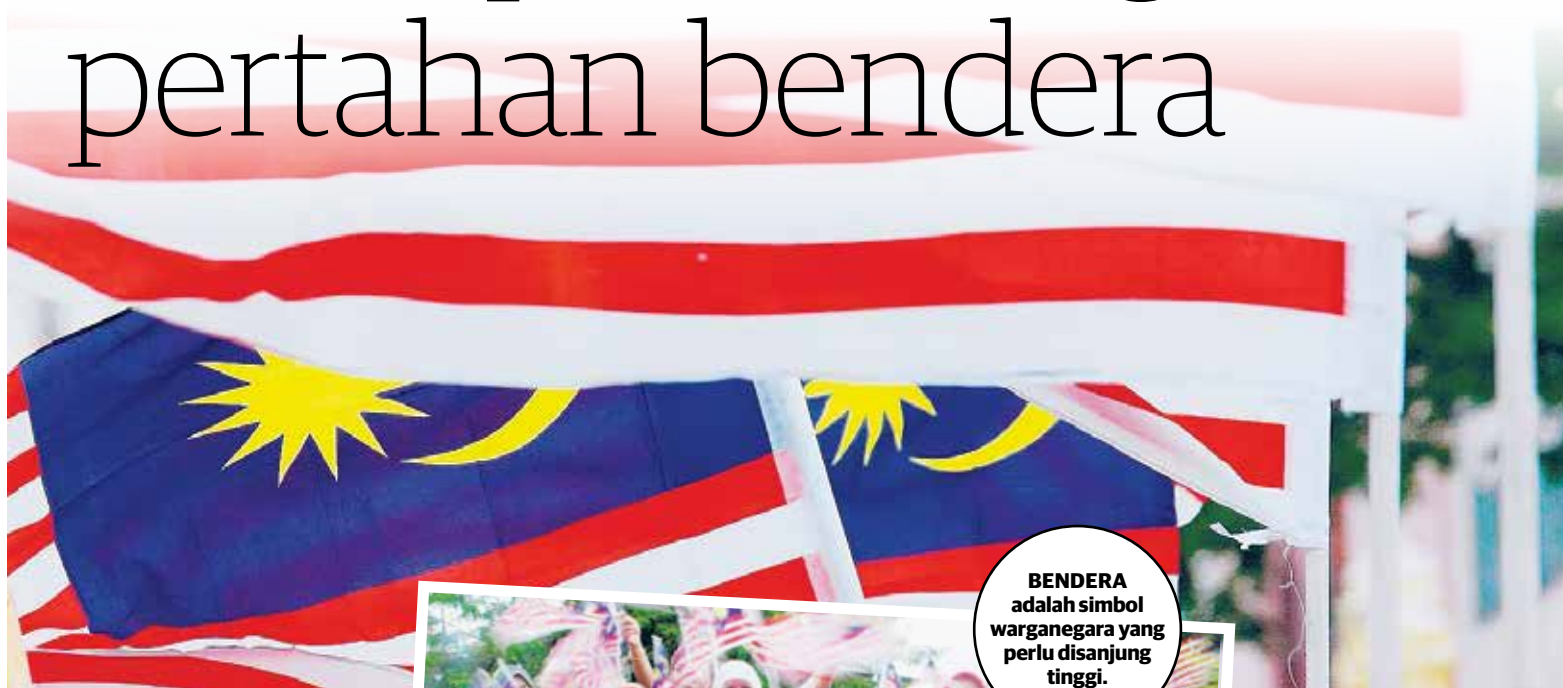 pertahan bendera
BENDERA
adalah simbol
warganegara yang
perlu disanjung
tinggi.